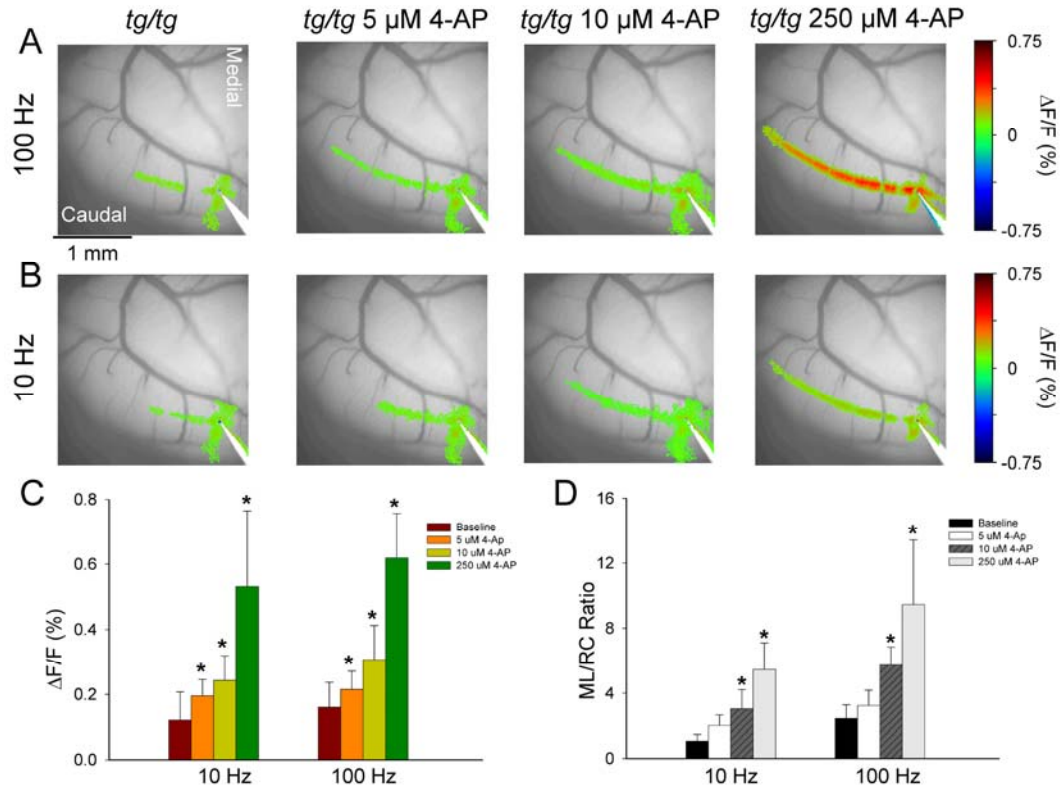 tg/tg tg/tg 5 µM 4-AP tg/tg 10 µM 4-AP tg/tg 250 µM 4-AP
A
100 Hz
Medial
Caudal
1 mm
0.75
0
-0.75
ΔF/F (%)
B
10 Hz
0.75
0
-0.75
ΔF/F (%)
C
ΔF/F (%)
0.8
0.6
0.4
0.2
0.0
* * * * * *
Baseline
5 uM 4-Ap
10 uM 4-AP
250 uM 4-AP
10 Hz 100 Hz
D
ML/RC Ratio
16
12
8
4
0
* * * *
Baseline
5 uM 4-Ap
10 uM 4-AP
250 uM 4-AP
10 Hz 100 Hz